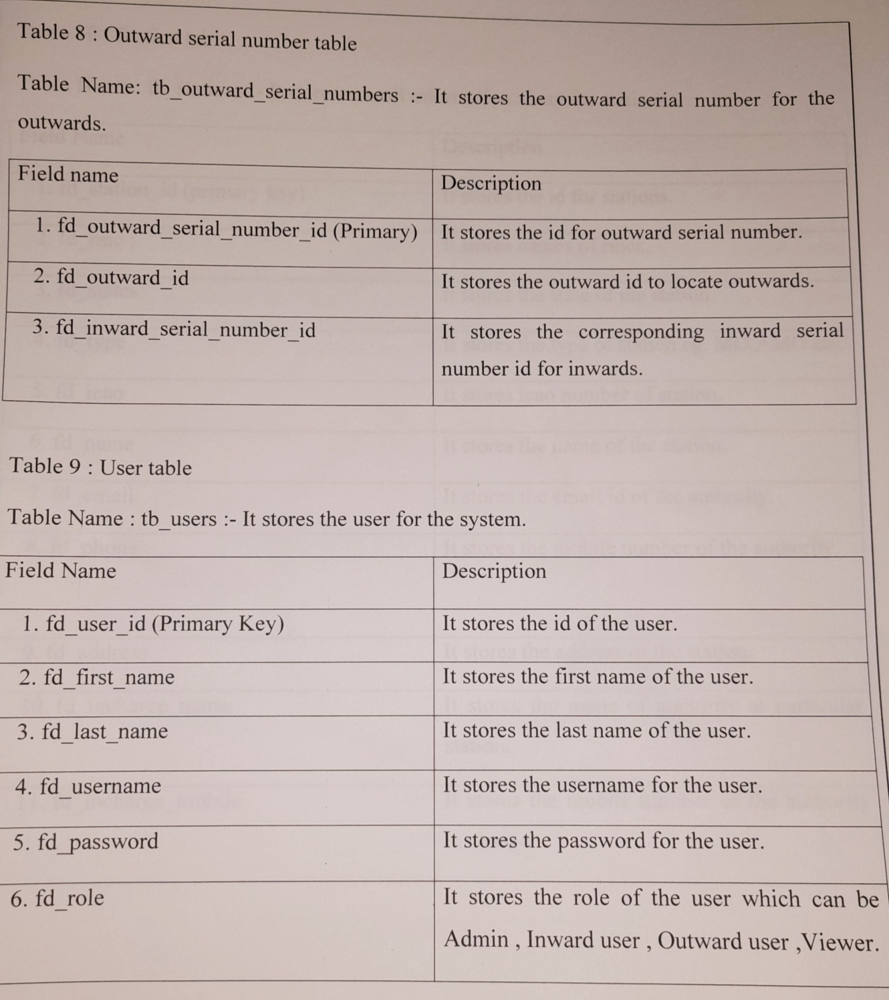 Table 8 : Outward serial number table
Table Name: tb_outward_serial_numbers :- It stores the outward serial number for the
outwards.
Field name
Description
1. fd_outward_serial_number_id (Primary)
It stores the id for outward serial number.
2. fd_outward_id
It stores the outward id to locate outwards.
3. fd_inward_serial_number_id
It stores the corresponding inward serial
number id for inwards.
Table 9 : User table
Table Name : tb_users :- It stores the user for the system.
Field Name
Description
1. fd_user_id (Primary Key)
It stores the id of the user.
2. fd_first_name
It stores the first name of the user.
3. fd_last_name
It stores the last name of the user.
4. fd_username
It stores the username for the user.
5. fd_password
It stores the password for the user.
6. fd_role
It stores the role of the user which can be
Admin , Inward user , Outward user ,Viewer.